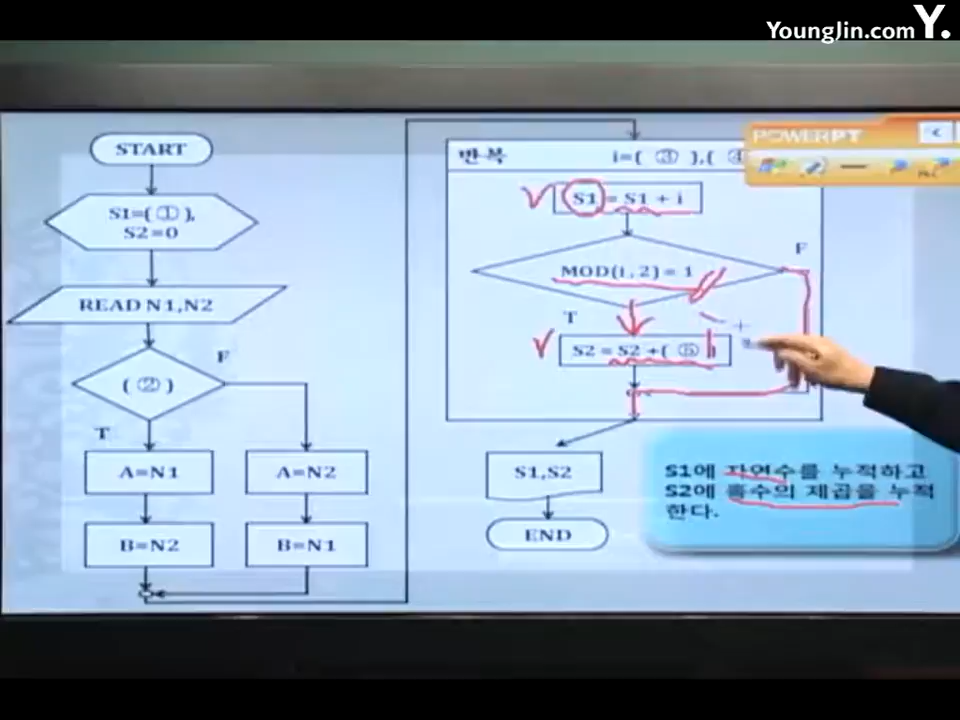 YoungJin.com Y.
POWERPT
START
S1=( ① ),
S2=0
READ N1,N2
( ② )
F
T
A=N1
A=N2
B=N2
B=N1
반복 i=( ③ ),( ④
S1 = S1 + i
MOD(i, 2) = 1
F
T
S2 = S2 +( ⑤ )
S1,S2
END
S1에 자연수를 누적하고
S2에 홀수의 제곱을 누적
한다.